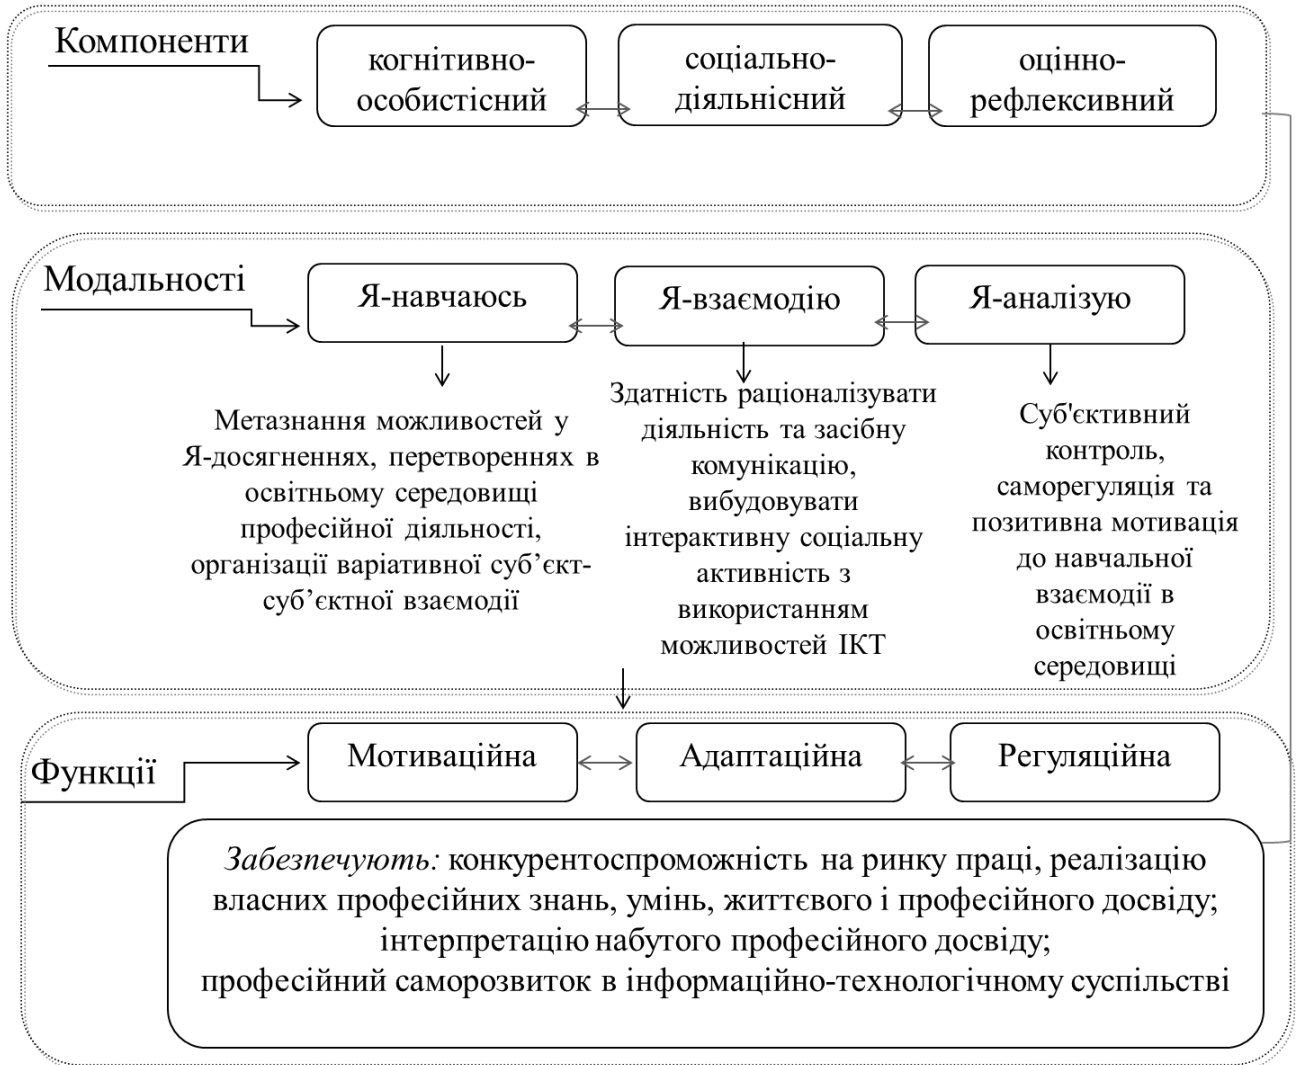 Компоненти
когнітивно-
особистісний
соціально-
діяльнісний
оцінно-
рефлексивний
Модальності
Я-навчаюсь
Я-взаємодію
Я-аналізую
Метазнання можливостей у
Я-досягненнях, перетвореннях в
освітньому середовищі
професійної діяльності,
організації варіативної суб’єкт-
суб’єктної взаємодії
Здатність раціоналізувати
діяльність та засібну
комунікацію,
вибудовувати
інтерактивну соціальну
активність з
використанням
можливостей ІКТ
Суб'єктивний
контроль,
саморегуляція та
позитивна мотивація
до навчальної
взаємодії в
освітньому
середовищі
Функції
Мотиваційна
Адаптаційна
Регуляційна
Забезпечують: конкурентоспроможність на ринку праці, реалізацію
власних професійних знань, умінь, життєвого і професійного досвіду;
інтерпретацію набутого професійного досвіду;
професійний саморозвиток в інформаційно-технологічному суспільстві